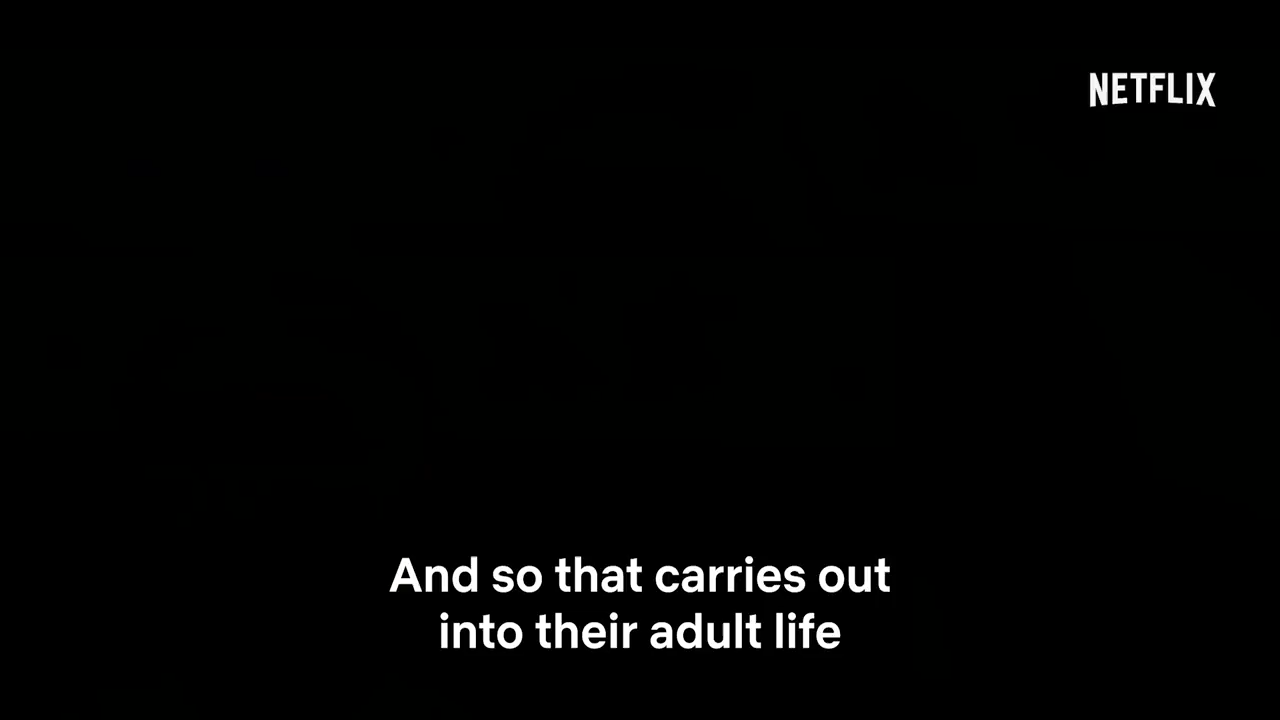 NETFLIX
And so that carries out
into their adult life